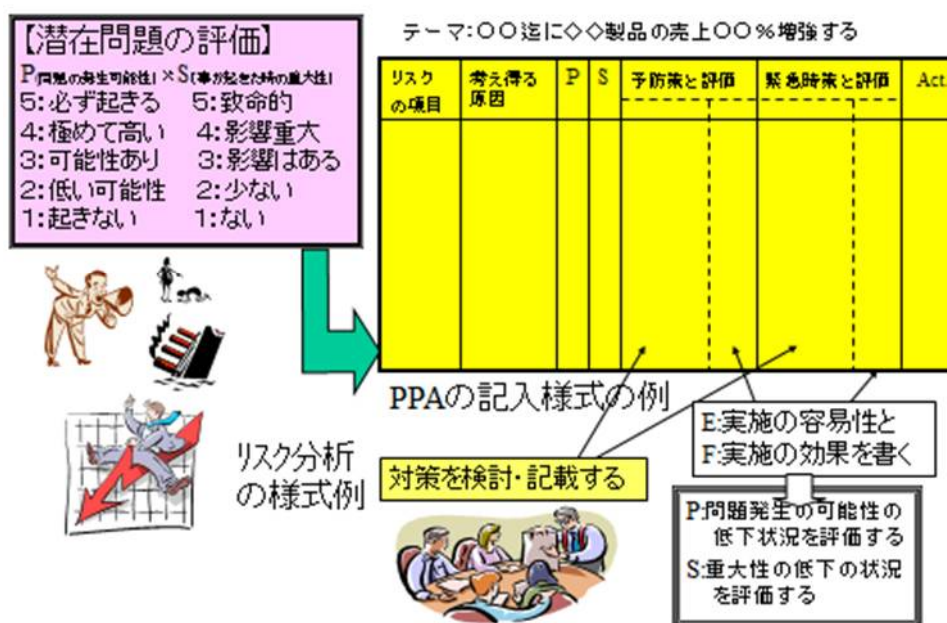 【潜在問題の評価】
P[問題の発生可能性]×S[事が起きた時の重大性]
5:必ず起きる 5:致命的
4:極めて高い 4:影響重大
3:可能性あり 3:影響はある
2:低い可能性 2:少ない
1:起きない 1:ない
テーマ:〇〇迄に◇◇製品の売上〇〇%増強する
リスクの項目
考え得る原因
P
S
予防策と評価
緊急時策と評価
Act
PPAの記入様式の例
リスク分析
の様式例
対策を検討・記載する
E:実施の容易性と
F:実施の効果を書く
P:問題発生の可能性の
低下状況を評価する
S:重大性の低下の状況
を評価する